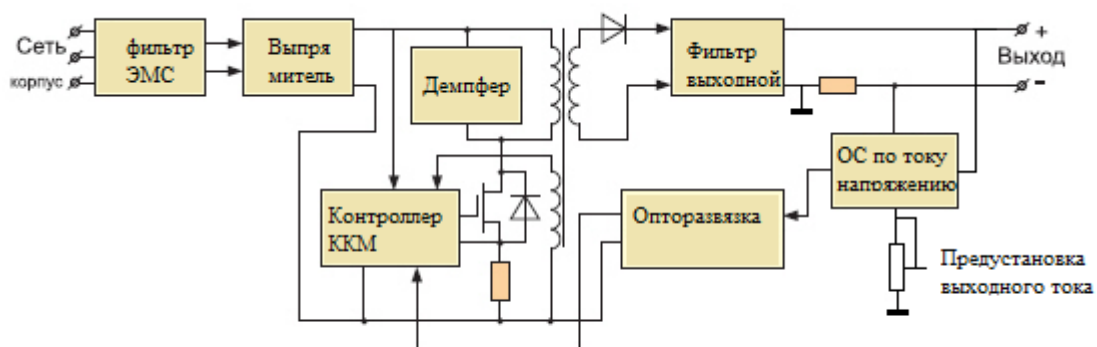 Сеть
корпус
фильтр
ЭМС
Выпря
митель
Демпфер
Фильтр
выходной
+
Выход
-
Контроллер
ККМ
Опторазвязка
ОС по току
напряжению
Предустановка
выходного тока